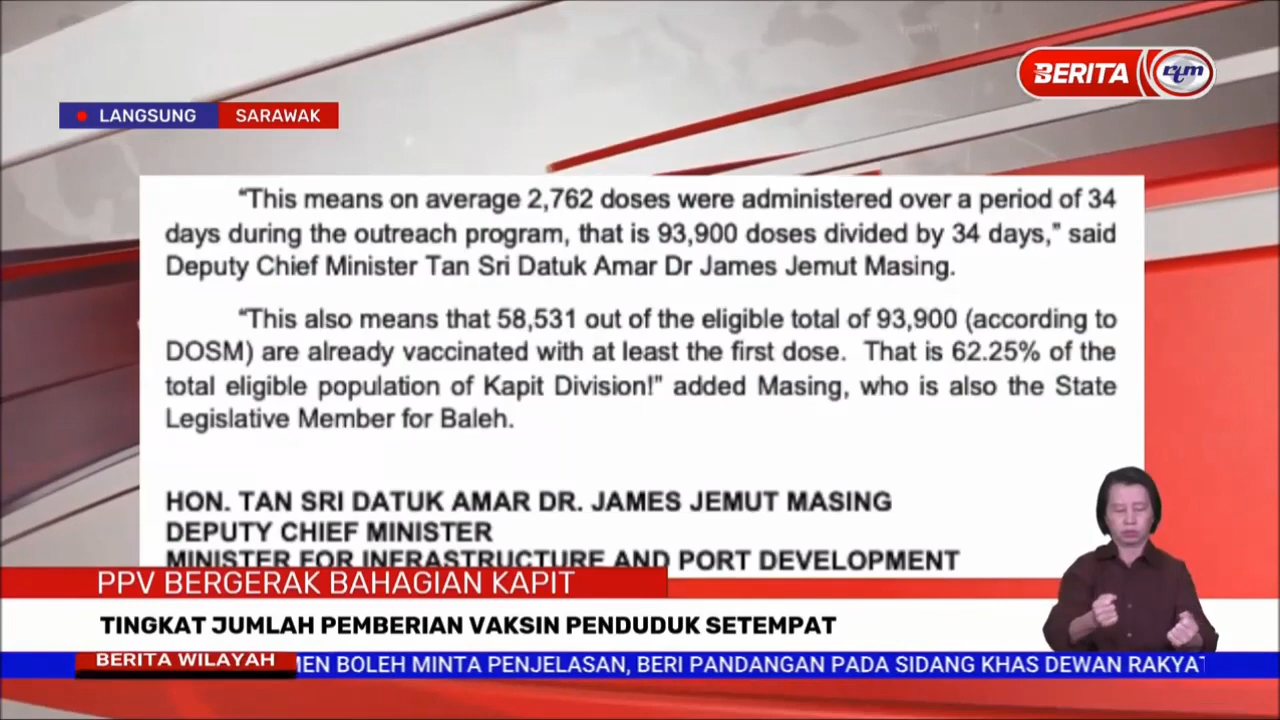 BERITA rtm
LANGSUNG SARAWAK
“This means on average 2,762 doses were administered over a period of 34
days during the outreach program, that is 93,900 doses divided by 34 days,” said
Deputy Chief Minister Tan Sri Datuk Amar Dr James Jemut Masing.
“This also means that 58,531 out of the eligible total of 93,900 (according to
DOSM) are already vaccinated with at least the first dose. That is 62.25% of the
total eligible population of Kapit Division!” added Masing, who is also the State
Legislative Member for Baleh.
HON. TAN SRI DATUK AMAR DR. JAMES JEMUT MASING
DEPUTY CHIEF MINISTER
MINISTER FOR INFRASTRUCTURE AND PORT DEVELOPMENT
PPV BERGERAK BAHAGIAN KAPIT
TINGKAT JUMLAH PEMBERIAN VAKSIN PENDUDUK SETEMPAT
BERITA WILAYAH MEN BOLEH MINTA PENJELASAN, BERI PANDANGAN PADA SIDANG KHAS DEWAN RAKYAT